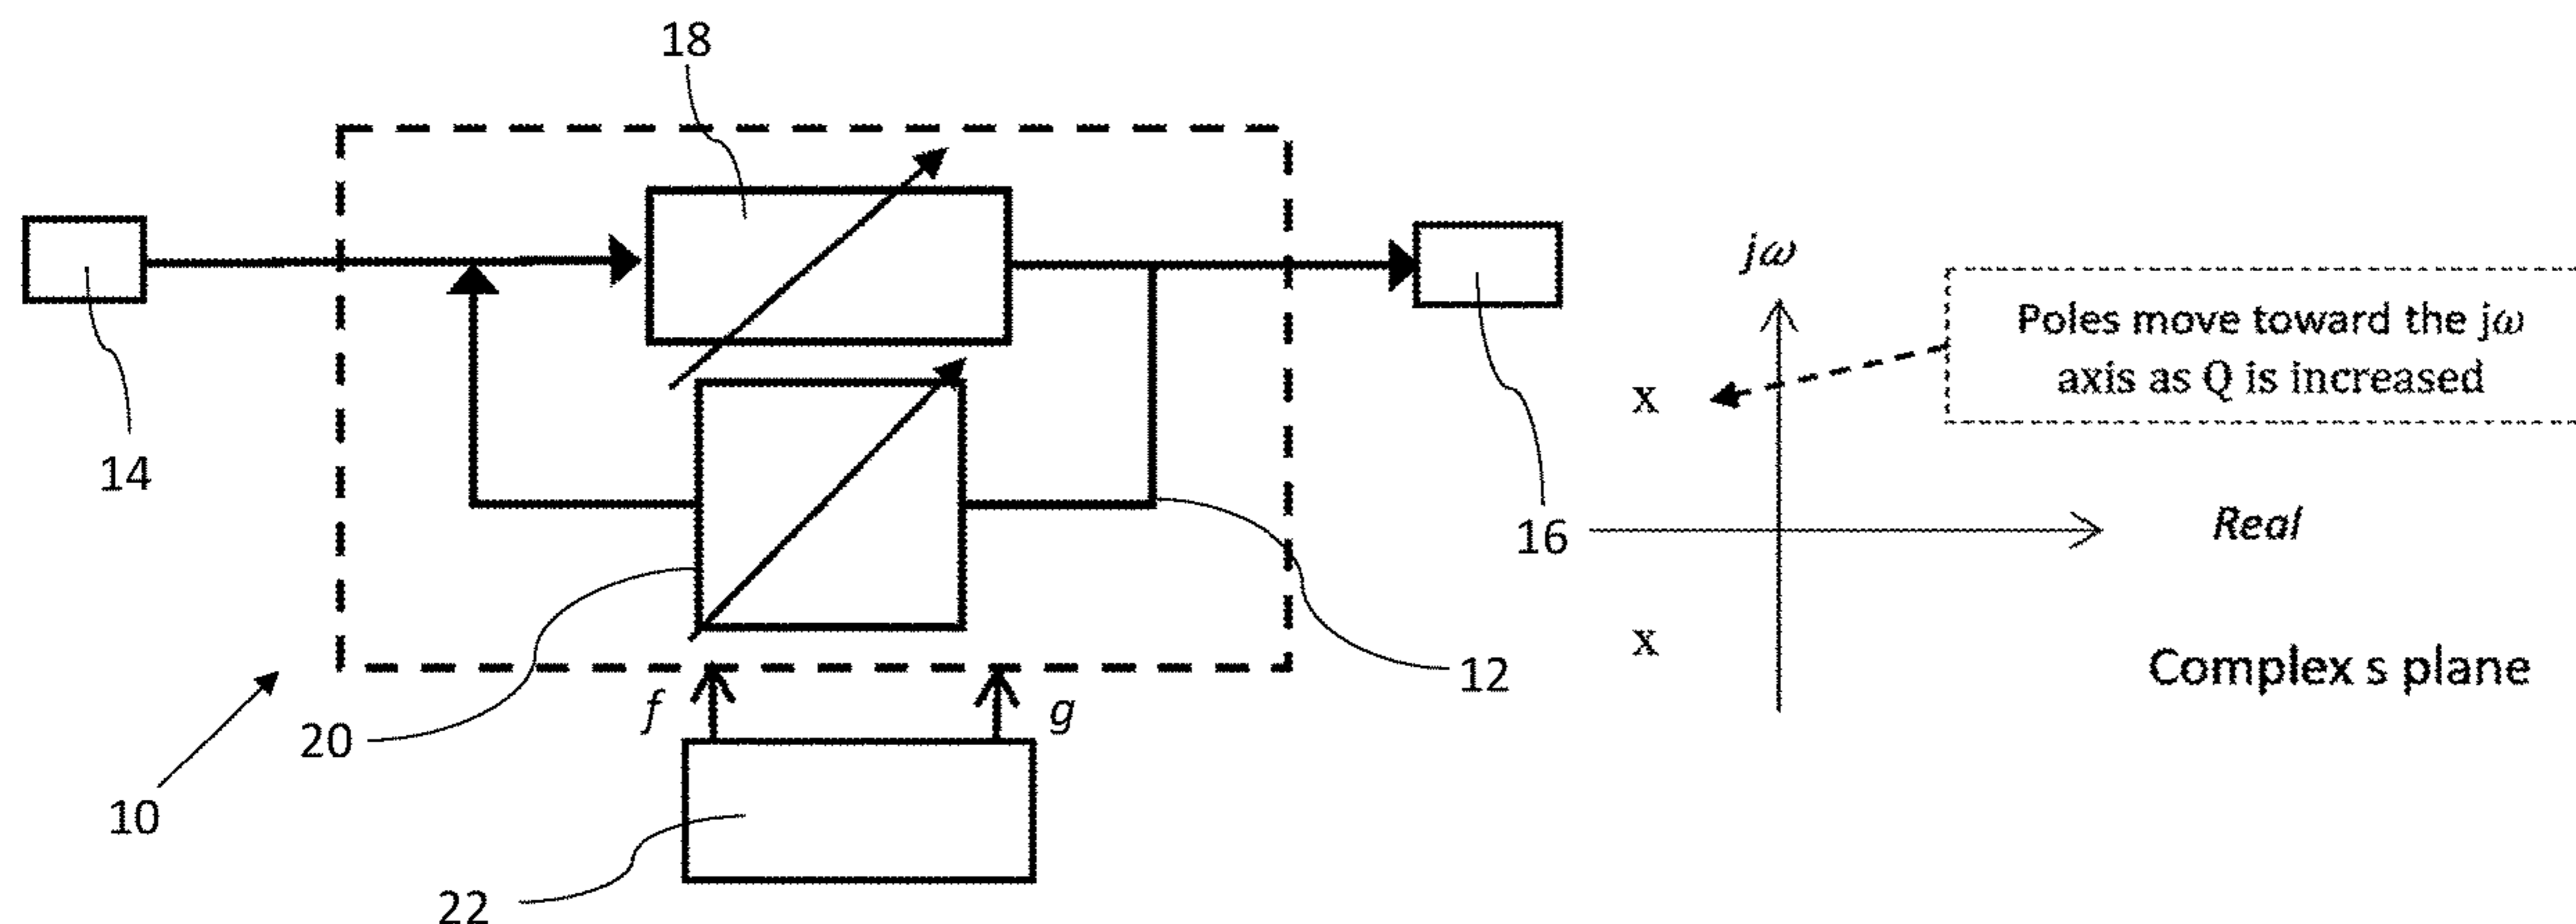 18
14
jω
Poles move toward the jω
axis as Q is increased
x
16
Real
x
Complex s plane
12
f
g
20
10
22